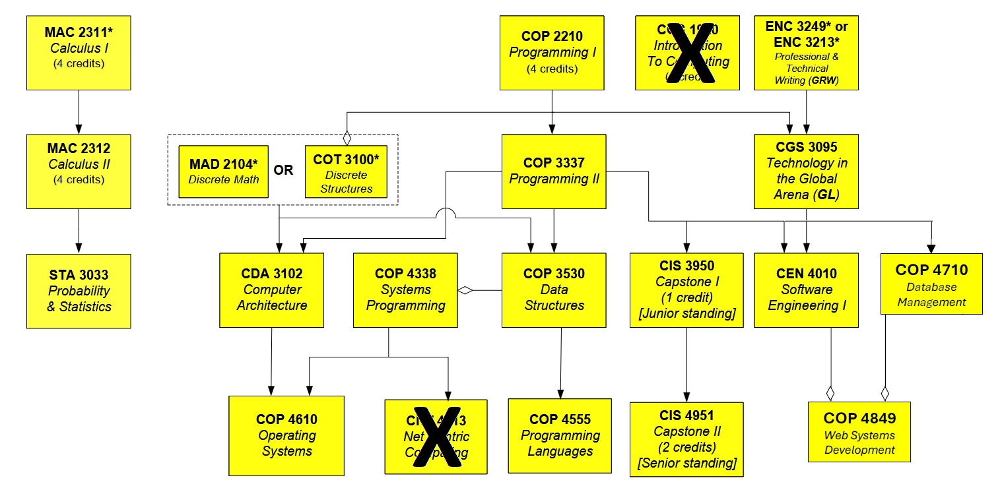 MAC 2311*
Calculus I
(4 credits)
COP 2210
Programming I
(4 credits)
To
ENC 3249* or
ENC 3213*
Professional &
Technical
Writing (GRW)
MAC 2312
Calculus II
(4 credits)
MAD 2104*
Discrete Math
OR
COT 3100*
Discrete
Structures
COP 3337
Programming II
CGS 3095
Technology in
the Global
Arena (GL)
STA 3033
Probability
& Statistics
CDA 3102
Computer
Architecture
COP 4338
Systems
Programming
COP 3530
Data
Structures
CIS 3950
Capstone I
(1 credit)
[Junior standing]
CEN 4010
Software
Engineering I
COP 4710
Database
Management
COP 4610
Operating
Systems
Net
COP 4555
Programming
Languages
CIS 4951
Capstone II
(2 credits)
[Senior standing]
COP 4849
Web Systems
Development